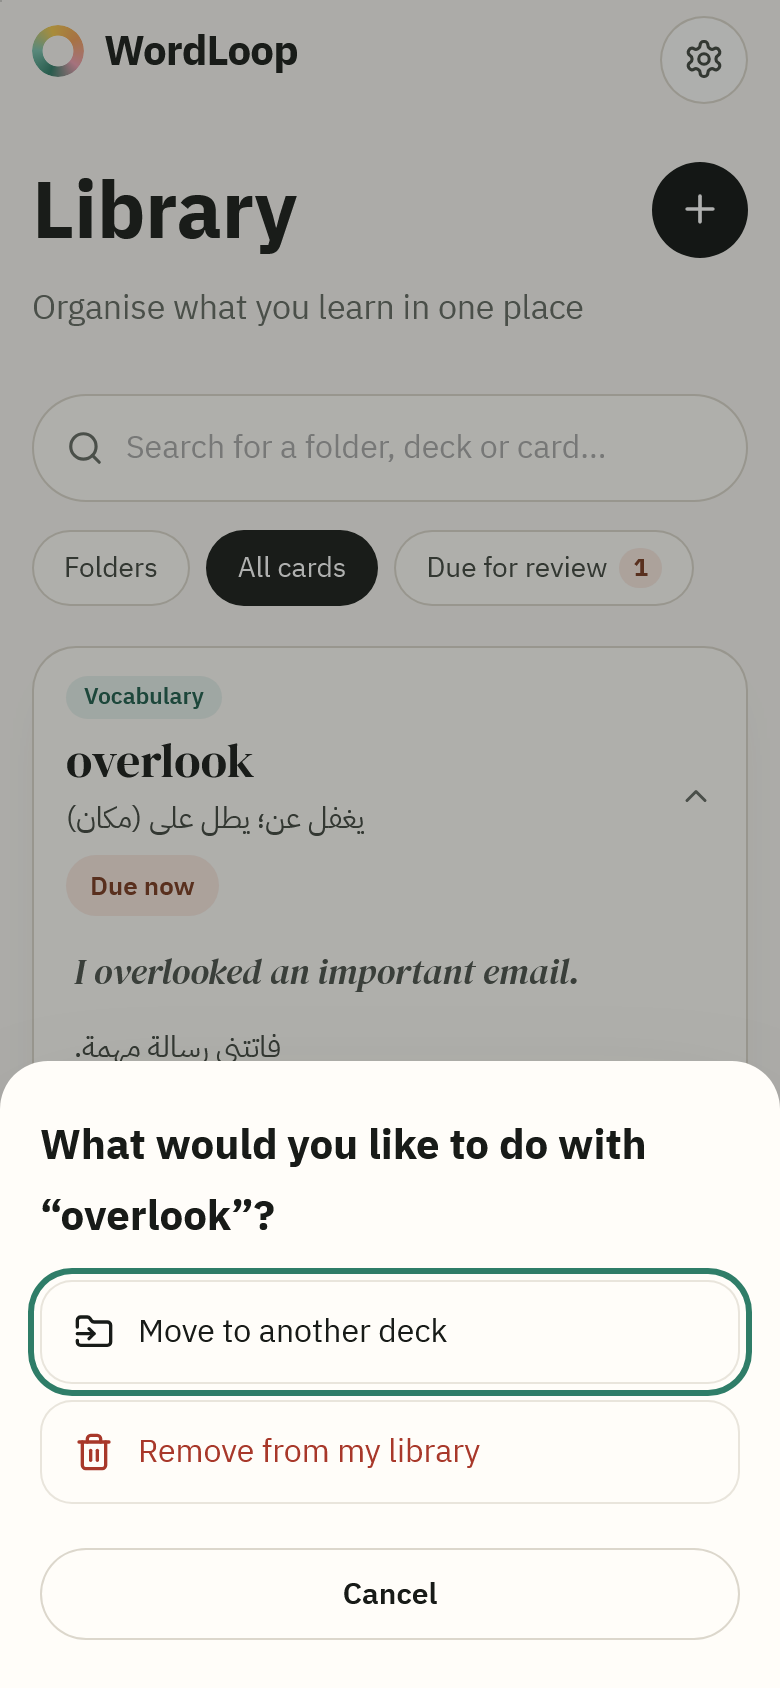 WordLoop
Library
Organise what you learn in one place
Search for a folder, deck or card...
Folders
All cards
Due for review 1
Vocabulary
overlook
يغفل عن؛ يطل على (مكان)
Due now
I overlooked an important email.
فاتتني رسالة مهمة.
What would you like to do with
“overlook”?
Move to another deck
Remove from my library
Cancel